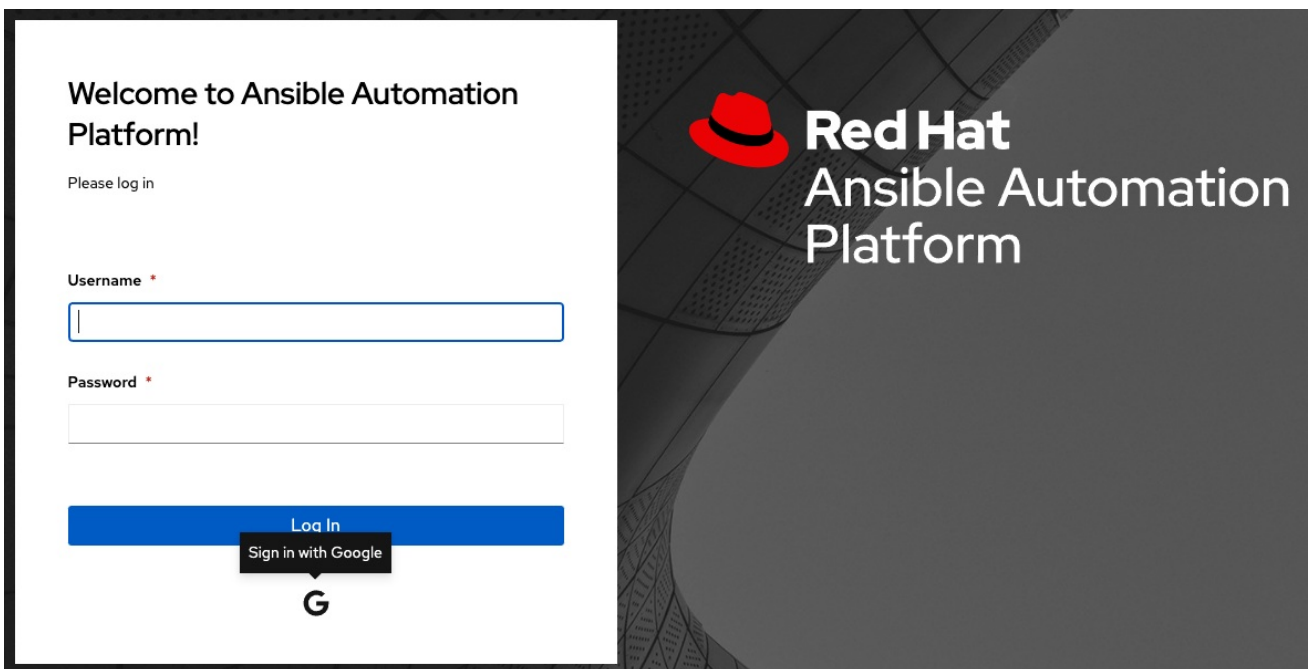 Welcome to Ansible Automation
Platform!
Please log in
Username *
Password *
Log In
Sign in with Google
G
Red Hat
Ansible Automation
Platform